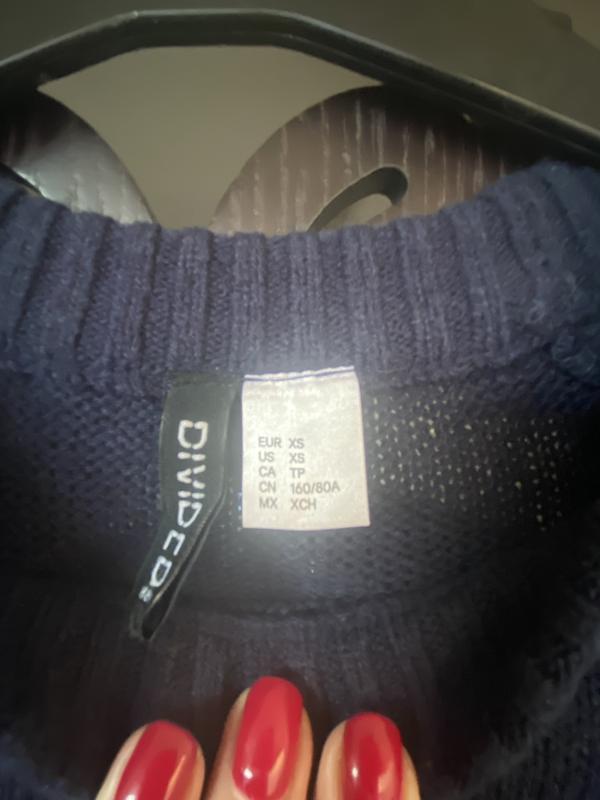 DIVIDED
EUR XS
US XS
CA TP
CN 160/80A
MX XCH